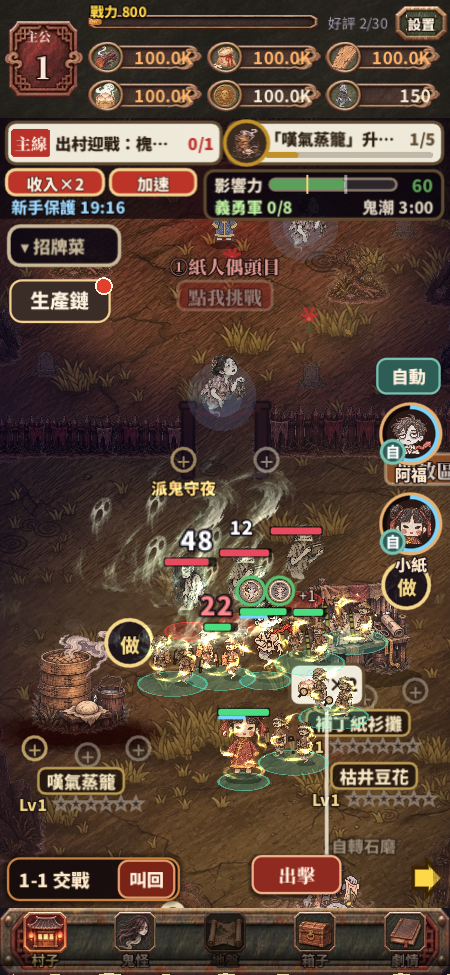 戰力 800
好評 2/30
設置
主公
1
100.0K
100.0K
100.0K
100.0K
100.0K
150
主線
出村迎戰：槐…
0/1
「嘆氣蒸籠」升…
1/5
收入×2
加速
影響力
60
新手保護 19:16
義勇軍 0/8
鬼潮 3:00
▾招牌菜
①紙人偶頭目
點我挑戰
生產鏈
自動
自
阿福
區
派鬼守夜
48
12
自
小紙
做
+1
22
做
補丁紙衫攤
1
嘆氣蒸籠
Lv1
枯井豆花
Lv1
自轉石磨
1-1 交戰
叫回
出擊
村子
鬼怪
地盤
箱子
劇情